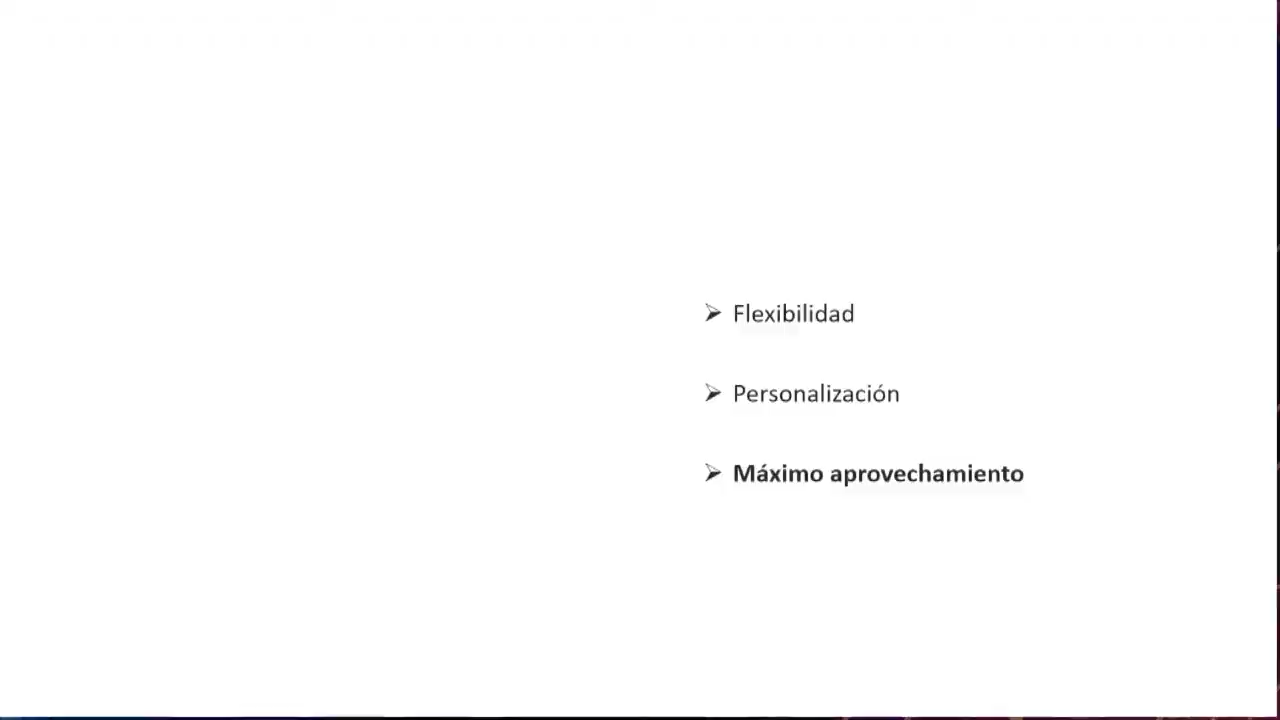 ➢ Flexibilidad
➢ Personalización
➢ Máximo aprovechamiento